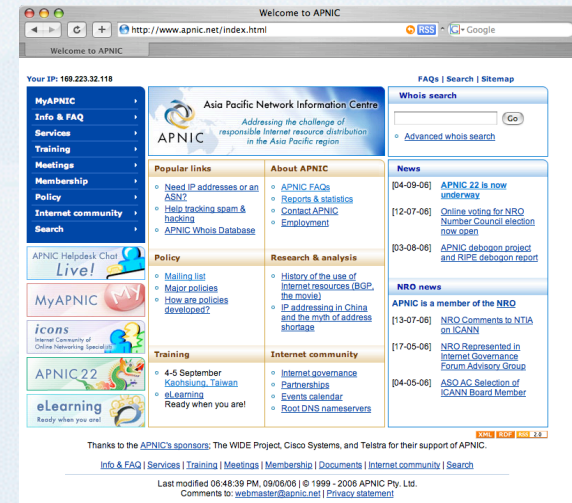 Welcome to APNIC
http://www.apnic.net/index.html
RSS
Google
Welcome to APNIC
Your IP: 169.223.32.118
FAQs | Search | Sitemap
MyAPNIC
Info & FAQ
Services
Training
Meetings
Membership
Policy
Internet community
Search
APNIC Helpdesk Chat
Live!
MyAPNIC
My
icons
Internet Community of
Online Networking Specialists
APNIC 22
eLearning
Ready when you are!
APNIC
Asia Pacific Network Information Centre
Addressing the challenge of
responsible Internet resource distribution
in the Asia Pacific region
Popular links
Need IP addresses or an
ASN?
Help tracking spam &
hacking
APNIC Whois Database
About APNIC
APNIC FAQs
Reports & statistics
Contact APNIC
Employment
Policy
Mailing list
Major policies
How are policies
developed?
Research & analysis
History of the use of
Internet resources (BGP,
the movie)
IP addressing in China
and the myth of address
shortage
Training
4-5 September
Kaohsiung, Taiwan
eLearning
Ready when you are!
Internet community
Internet governance
Partnerships
Events calendar
Root DNS nameservers
Whois search
Go
Advanced whois search
News
[04-09-06] APNIC 22 is now
underway
[12-07-06] Online voting for NRO
Number Council election
now open
[03-08-06] APNIC debogon project
and RIPE debogon report
NRO news
APNIC is a member of the NRO
[13-07-06] NRO Comments to NTIA
on ICANN
[17-05-06] NRO Represented in
Internet Governance
Forum Advisory Group
[04-05-06] ASO AC Selection of
ICANN Board Member
XML RDF RSS 2.0
Thanks to the APNIC's sponsors; The WIDE Project, Cisco Systems, and Telstra for their support of APNIC.
Info & FAQ | Services | Training | Meetings | Membership | Documents | Internet community | Search
Last modified 06:48:39 PM, 09/06/06 | © 1999 - 2006 APNIC Pty. Ltd.
Comments to: webmaster@apnic.net | Privacy statement